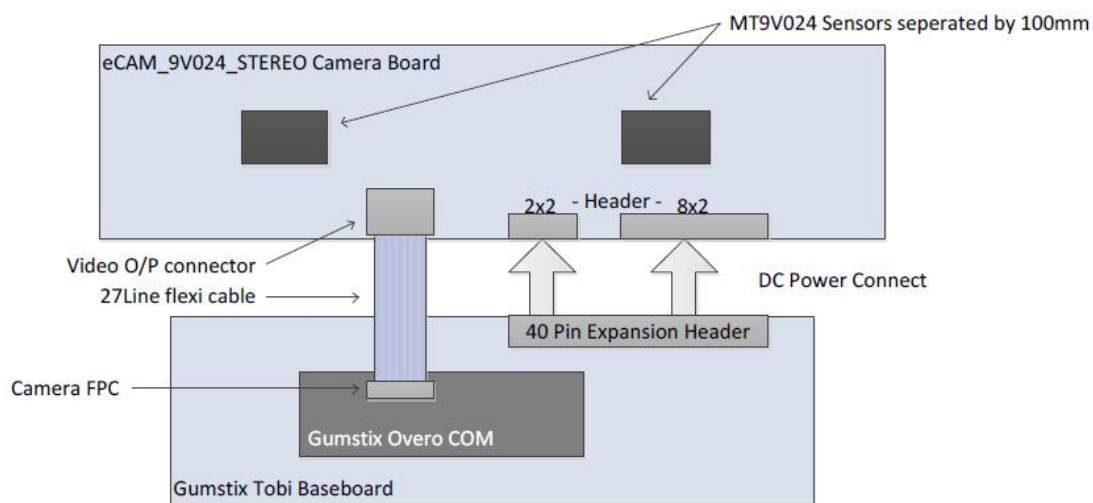 MT9V024 Sensors seperated by 100mm
eCAM_9V024_STEREO Camera Board
2x2 - Header - 8x2
Video O/P connector
27Line flexi cable
DC Power Connect
40 Pin Expansion Header
Camera FPC
Gumstix Overo COM
Gumstix Tobi Baseboard